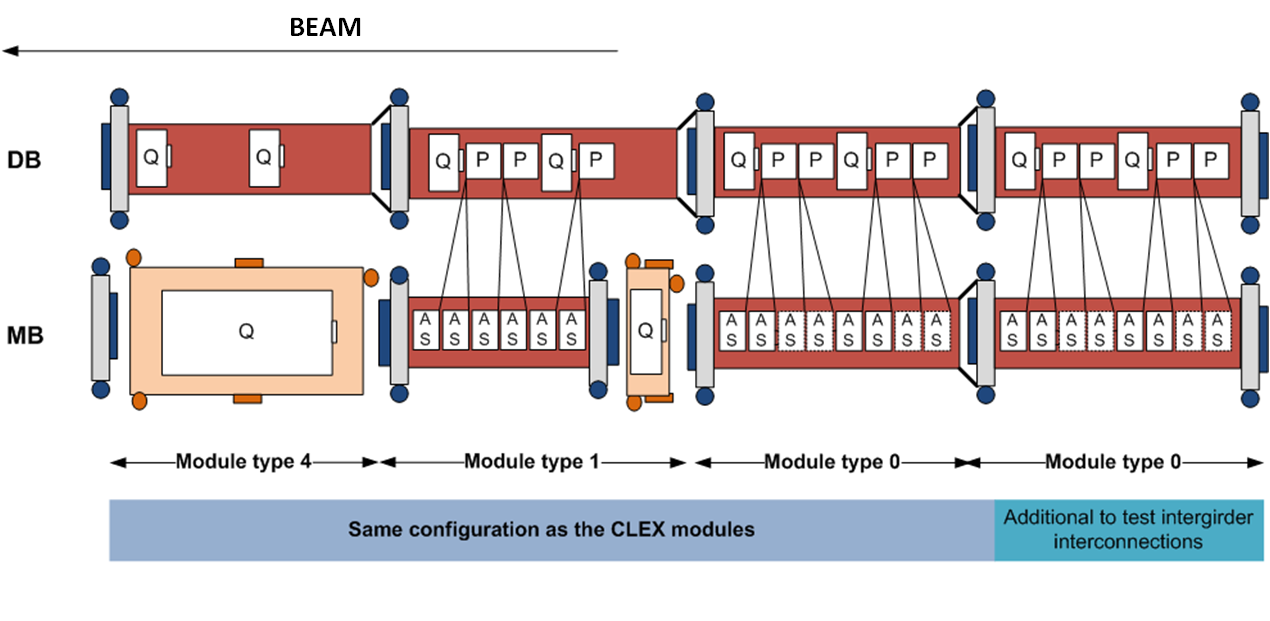 BEAM
DB
Q Q Q P P Q P Q P P Q P P Q P P Q P P
MB
Q
A A A A A A
S S S S S S
Q
A A A A A A A A
S S S S S S S S
A A A A A A A A
S S S S S S S S
Module type 4 Module type 1 Module type 0 Module type 0
Same configuration as the CLEX modules
Additional to test intergirder
interconnections